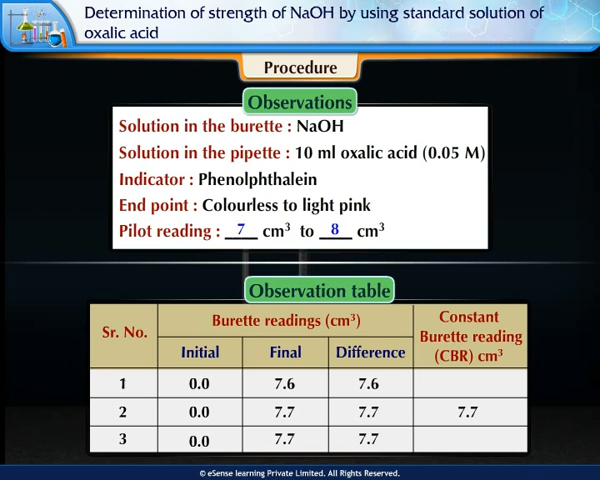 Determination of strength of NaOH by using standard solution of
oxalic acid
Procedure
Observations
Solution in the burette : NaOH
Solution in the pipette : 10 ml oxalic acid (0.05 M)
Indicator : Phenolphthalein
End point : Colourless to light pink
Pilot reading : 7 cm³ to 8 cm³
Observation table
Sr. No. Burette readings (cm³) Constant Burette reading (CBR) cm³
Initial Final Difference
1 0.0 7.6 7.6
2 0.0 7.7 7.7 7.7
3 0.0 7.7 7.7
© eSense learning Private Limited. All Rights Reserved.